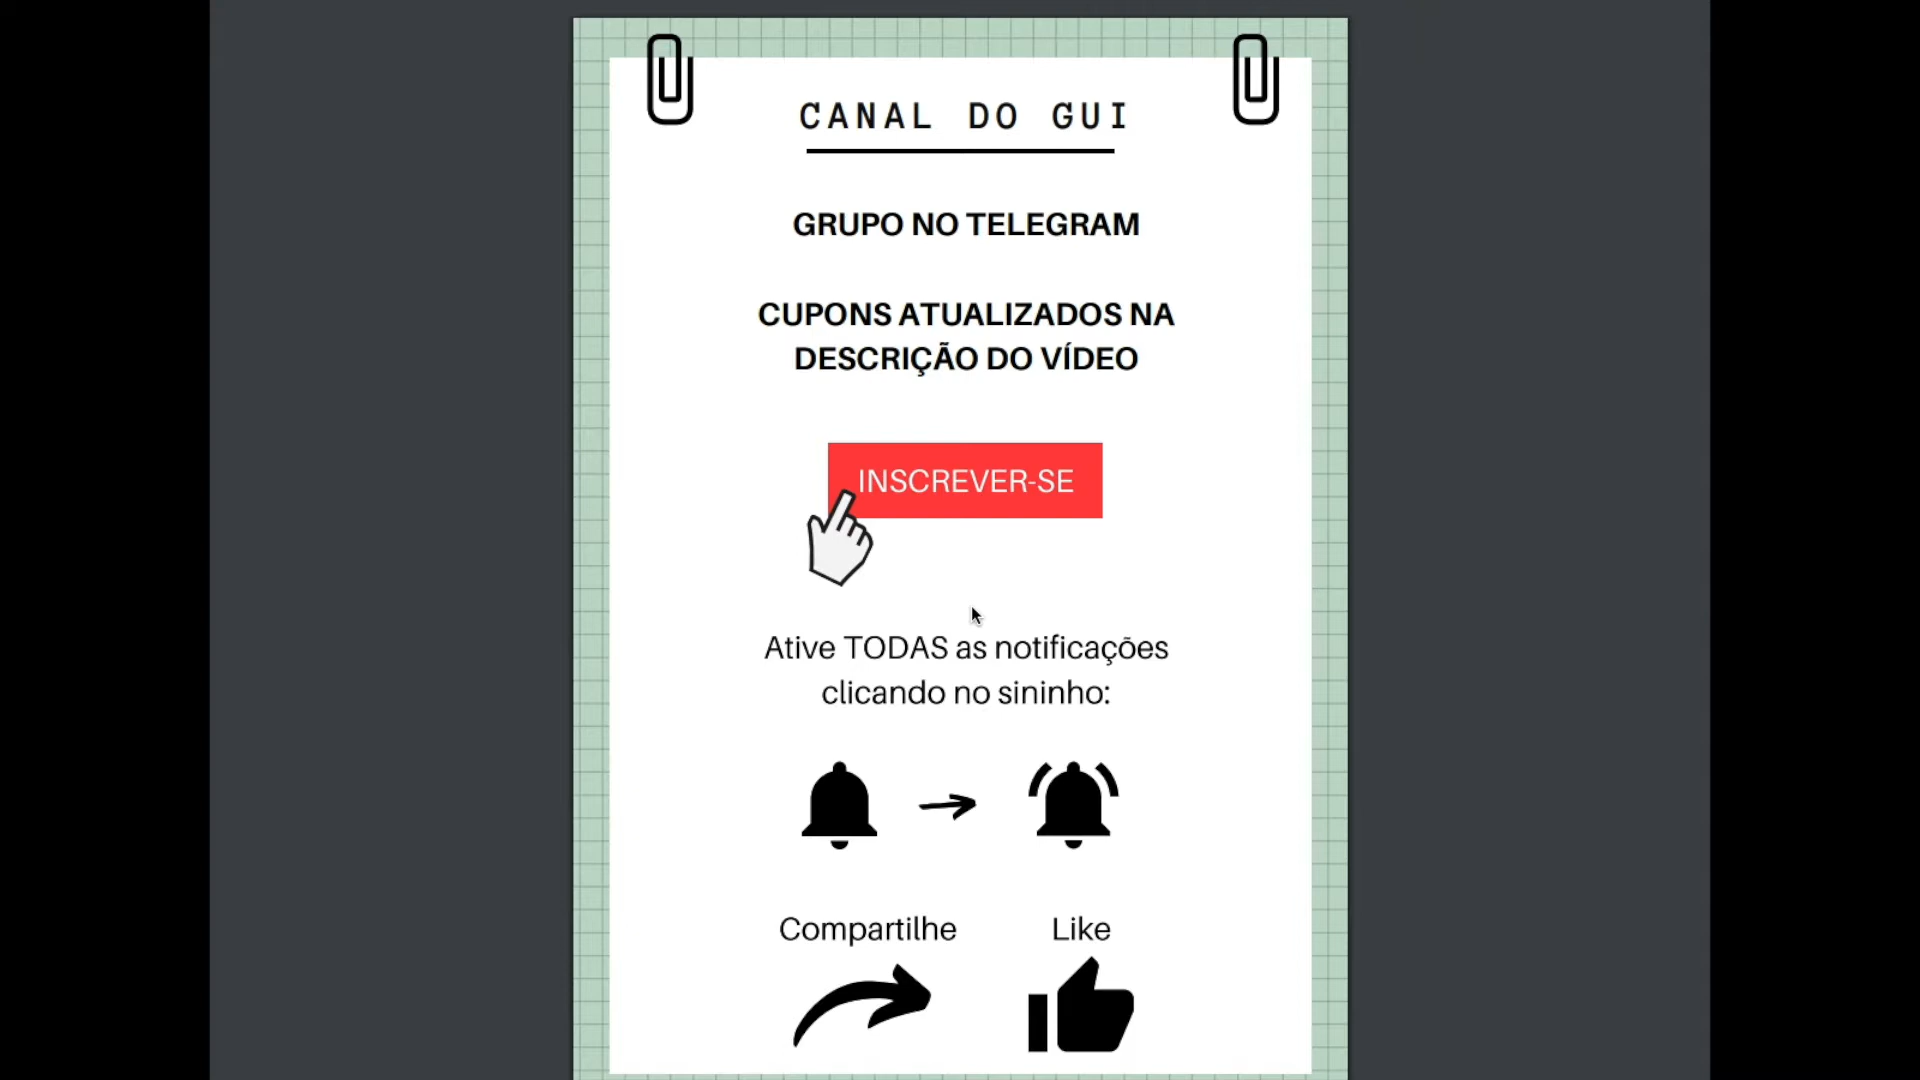 CANAL DO GUI
GRUPO NO TELEGRAM
CUPONS ATUALIZADOS NA
DESCRIÇÃO DO VÍDEO
INSCREVER-SE
Ative TODAS as notificações
clicando no sininho:
Compartilhe
Like